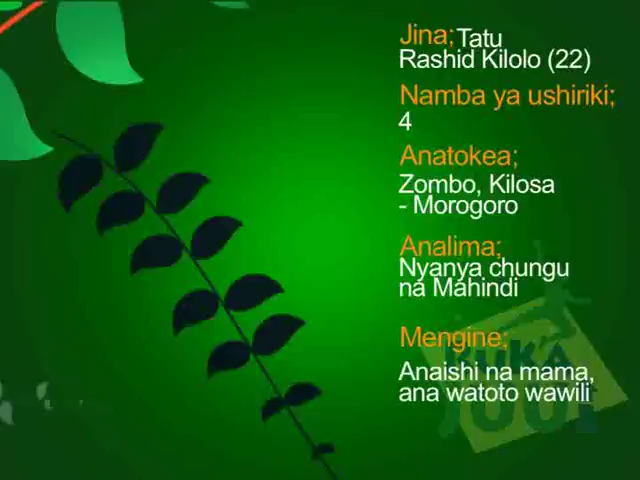 Jina; Tatu
Rashid Kilolo (22)
Namba ya ushiriki;
4
Anatokea;
Zombo, Kilosa
- Morogoro
Analima;
Nyanya chungu
na Mahindi
Mengine;
Anaishi na mama,
ana watoto wawili